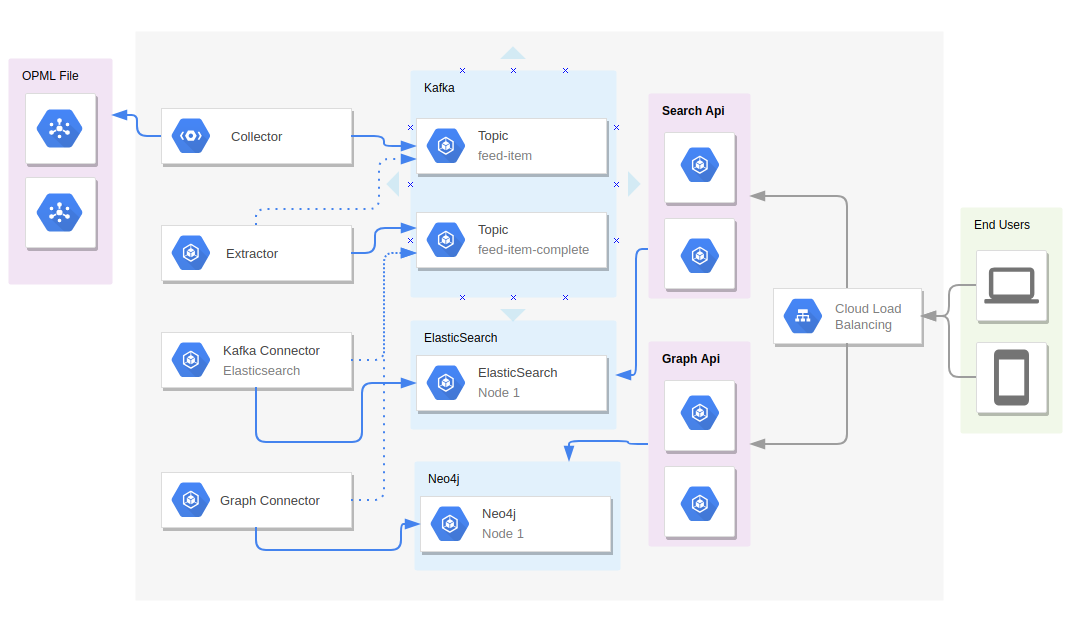 OPML File
Collector
Extractor
Kafka Connector
Elasticsearch
Graph Connector
Kafka
Topic
feed-item
Topic
feed-item-complete
ElasticSearch
ElasticSearch
Node 1
Neo4j
Neo4j
Node 1
Search Api
Graph Api
Cloud Load
Balancing
End Users